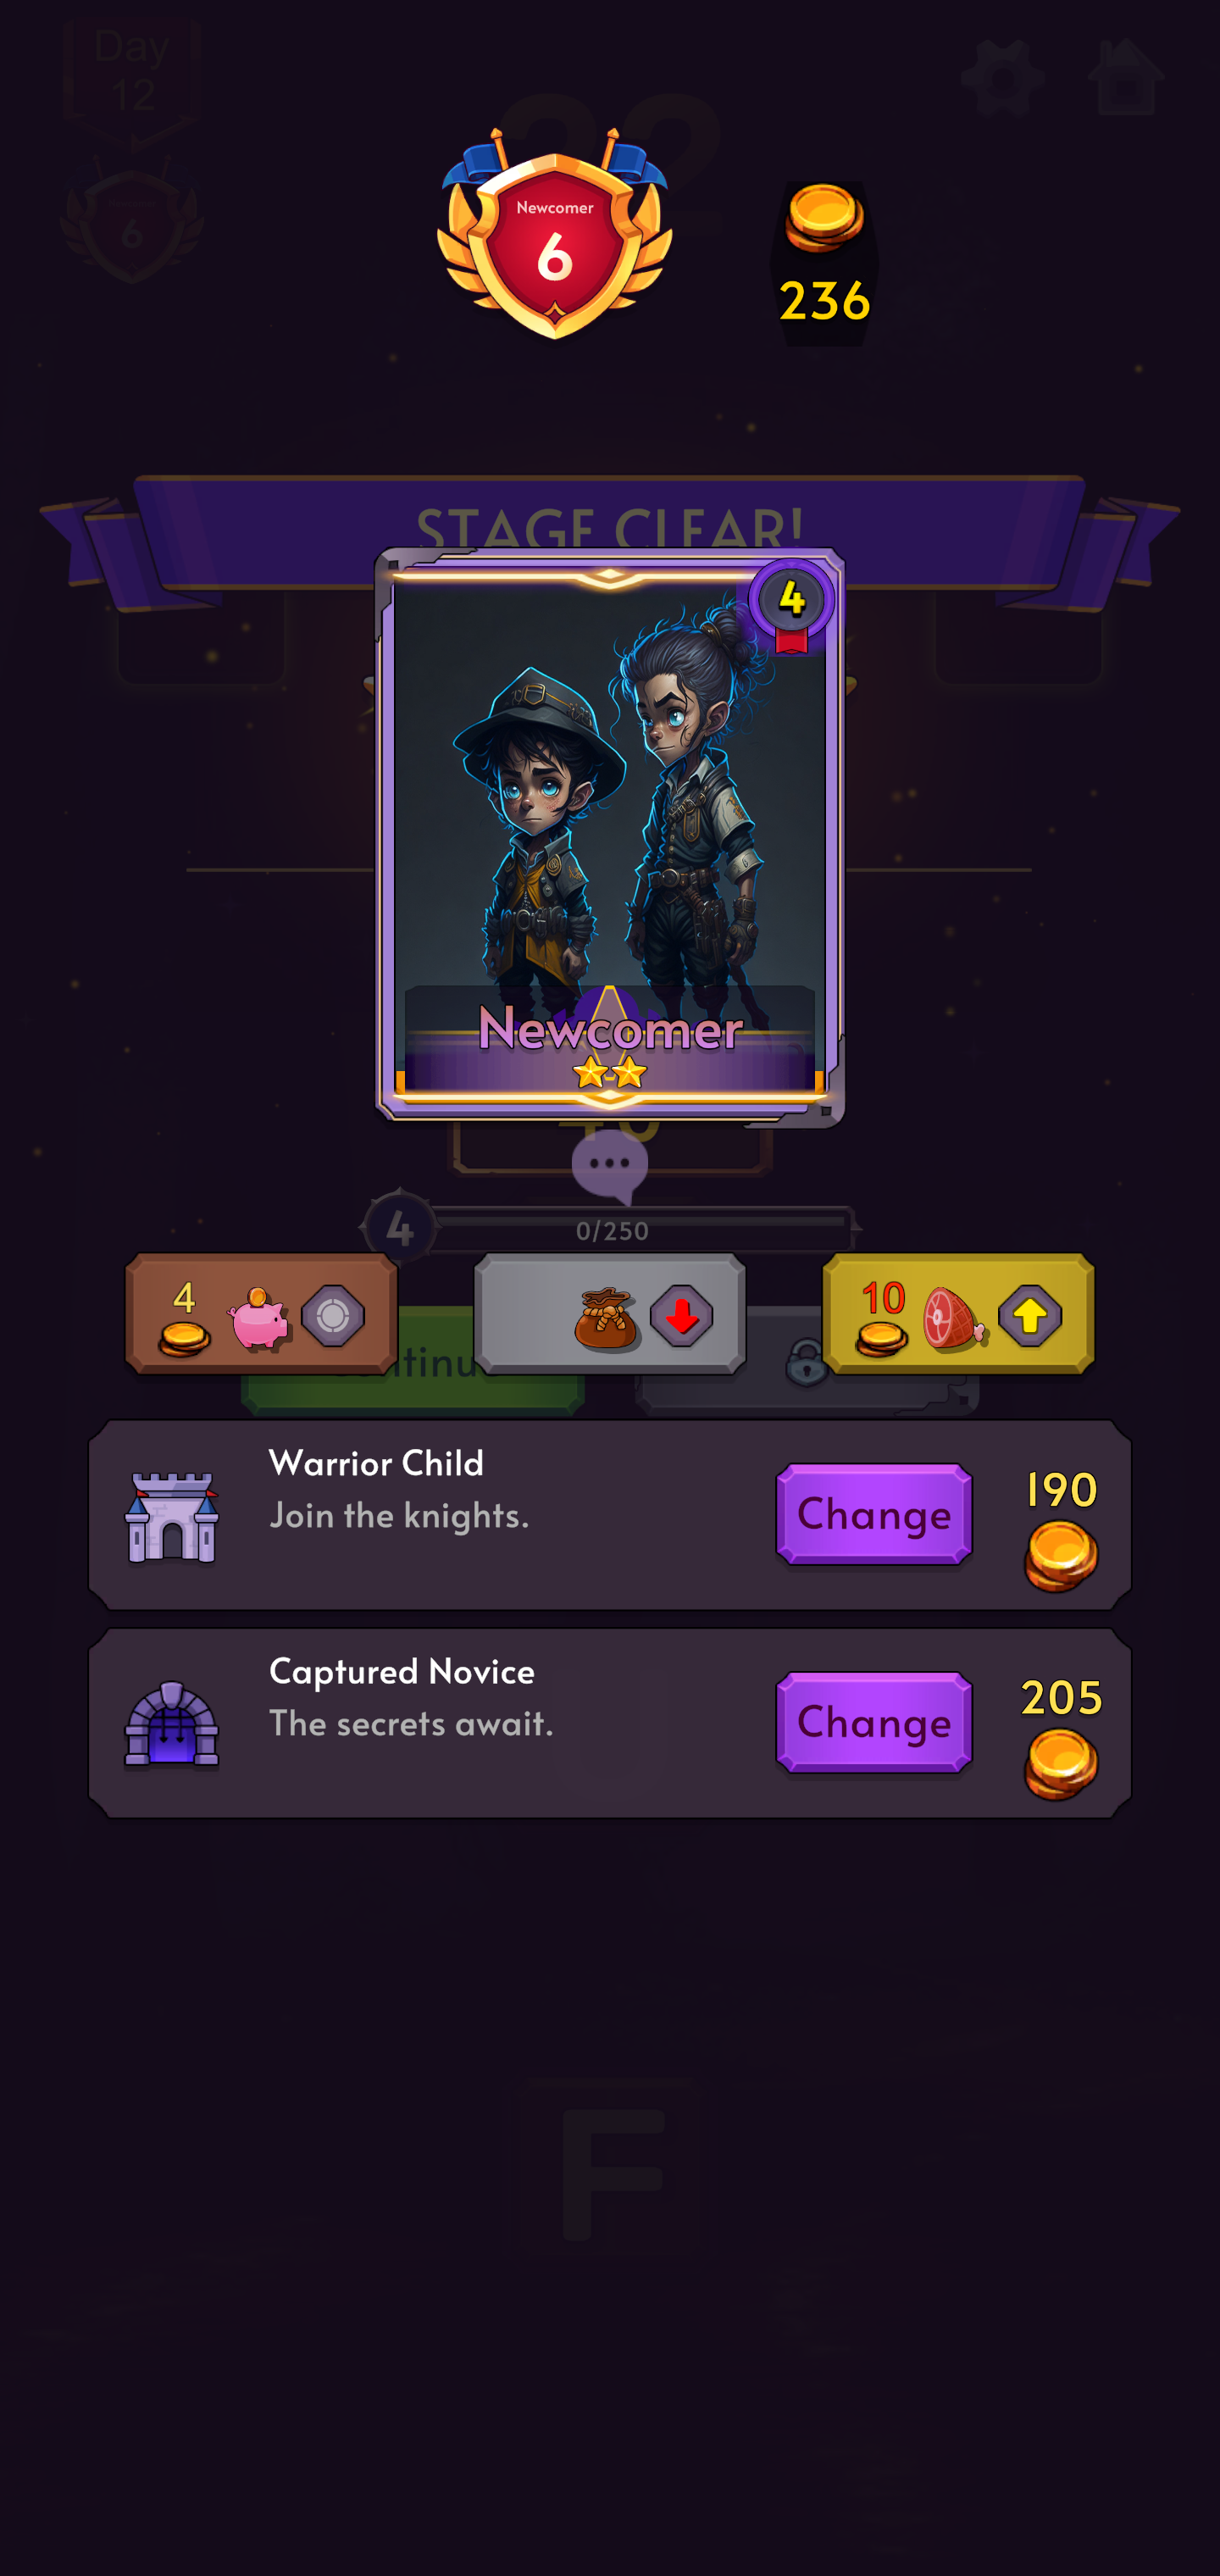 Day
12
22
6
Newcomer
6
236
STAGE CLEAR!
4
Newcomer
4
0/250
4
10
Warrior Child
Join the knights.
Change
190
Captured Novice
The secrets await.
Change
205
F